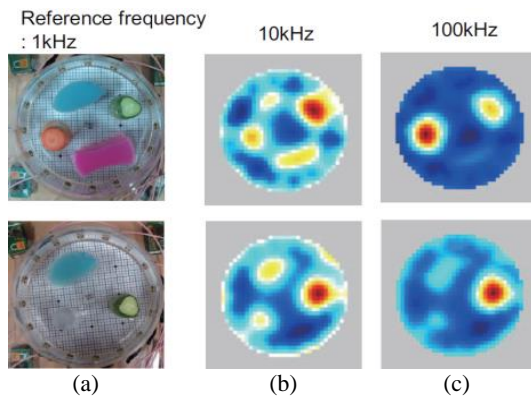 Reference frequency
: 1kHz
10kHz
100kHz
(a)
(b)
(c)